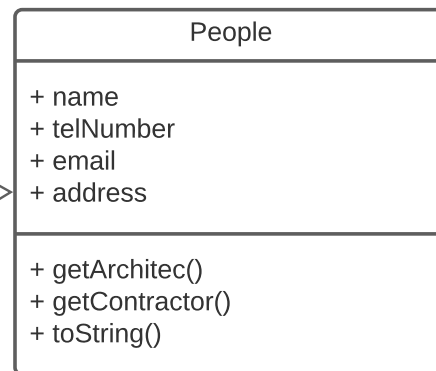 People
+ name
+ telNumber
+ email
+ address
+ getArchitec()
+ getContractor()
+ toString()